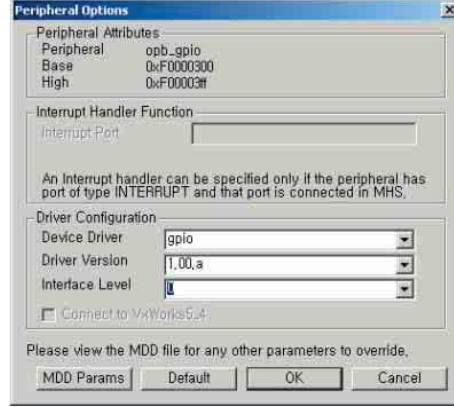 Peripheral Options
Peripheral Attributes
Peripheral opb_gpio
Base 0xF0000300
High 0xF00003ff
Interrupt Handler Function
Interrupt Port
An Interrupt handler can be specified only if the peripheral has
port of type INTERRUPT and that port is connected in MHS,
Driver Configuration
Device Driver gpio
Driver Version 1,00,a
Interface Level 0
Connect to VxWorks5_4
Please view the MDD file for any other parameters to override,
MDD Params Default OK Cancel